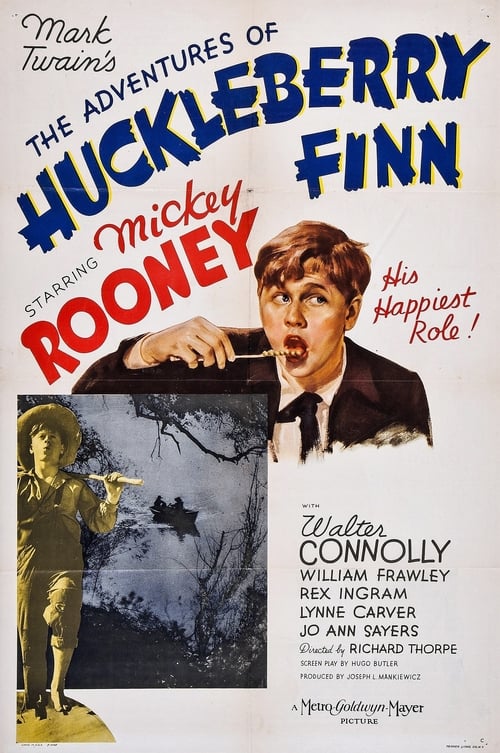 Mark
Twain's
THE ADVENTURES OF
HUCKLEBERRY
FINN
STARRING
Mickey
ROONEY
His
Happiest
Role!
WITH
Walter
CONNOLLY
WILLIAM FRAWLEY
REX INGRAM
LYNNE CARVER
JO ANN SAYERS
Directed by RICHARD THORPE
SCREEN PLAY BY HUGO BUTLER
PRODUCED BY JOSEPH L. MANKIEWICZ
A Metro-Goldwyn-Mayer
PICTURE